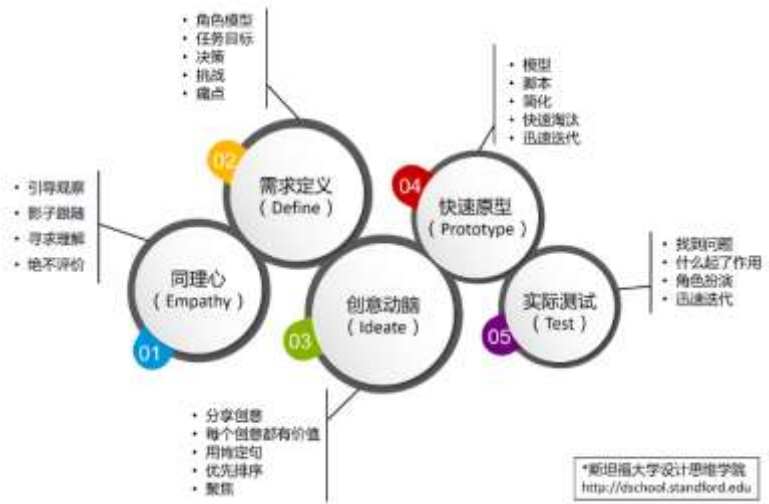 角色模型
任务目标
决策
挑战
痛点
模型
脚本
简化
快速淘汰
迅速迭代
02
需求定义
（Define）
04
快速原型
（Prototype）
引导观察
影子跟随
寻求理解
绝不评价
同理心
（Empathy）
01
03
创意动脑
（Ideate）
05
实际测试
（Test）
找到问题
什么起了作用
角色扮演
迅速迭代
分享创意
每个创意都有价值
用肯定句
优先排序
聚焦
*斯坦福大学设计思维学院
http://dschool.standford.edu